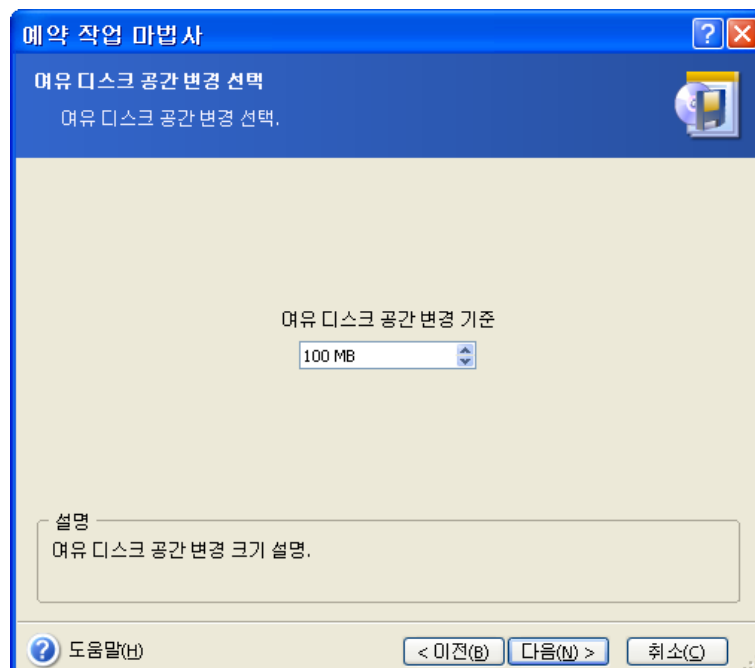 예약 작업 마법사
여유 디스크 공간 변경 선택
여유 디스크 공간 변경 선택.
여유 디스크 공간 변경 기준
100 MB
설명
여유 디스크 공간 변경 크기 설명.
도움말(H)
< 이전(B)
다음(N) >
취소(C)